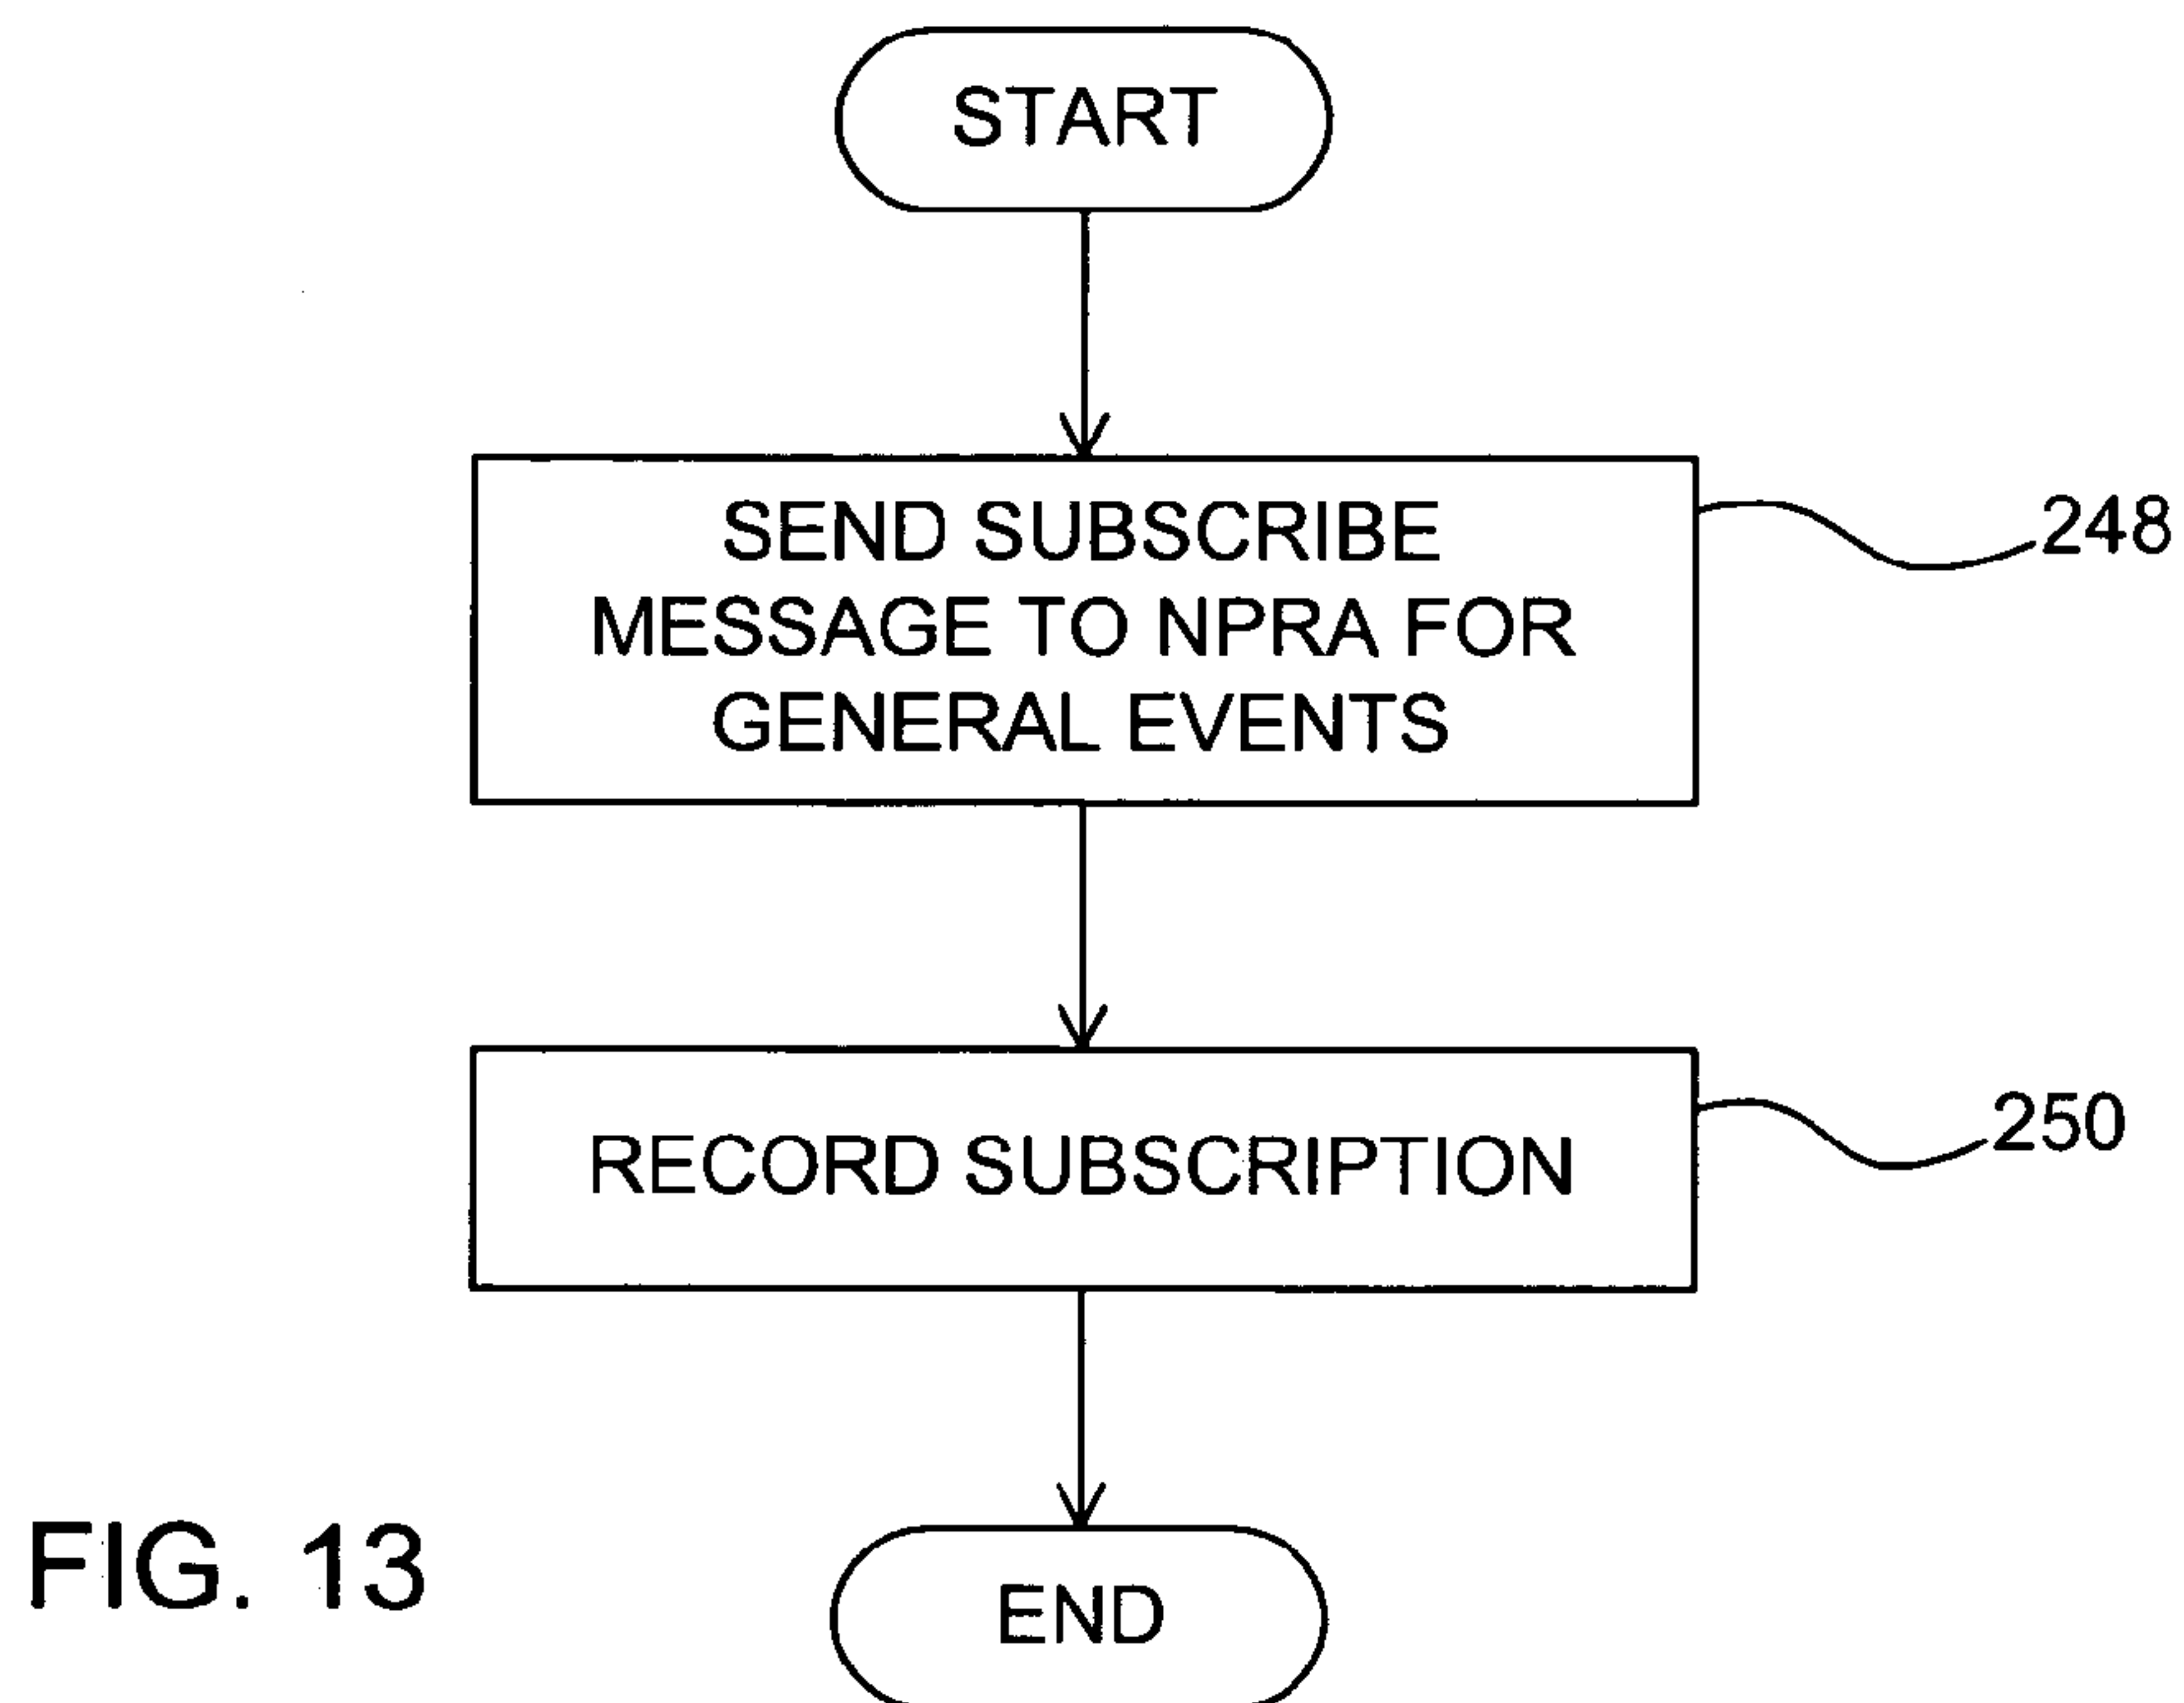 START
SEND SUBSCRIBE
MESSAGE TO NPRA FOR
GENERAL EVENTS
248
RECORD SUBSCRIPTION
250
END
FIG. 13